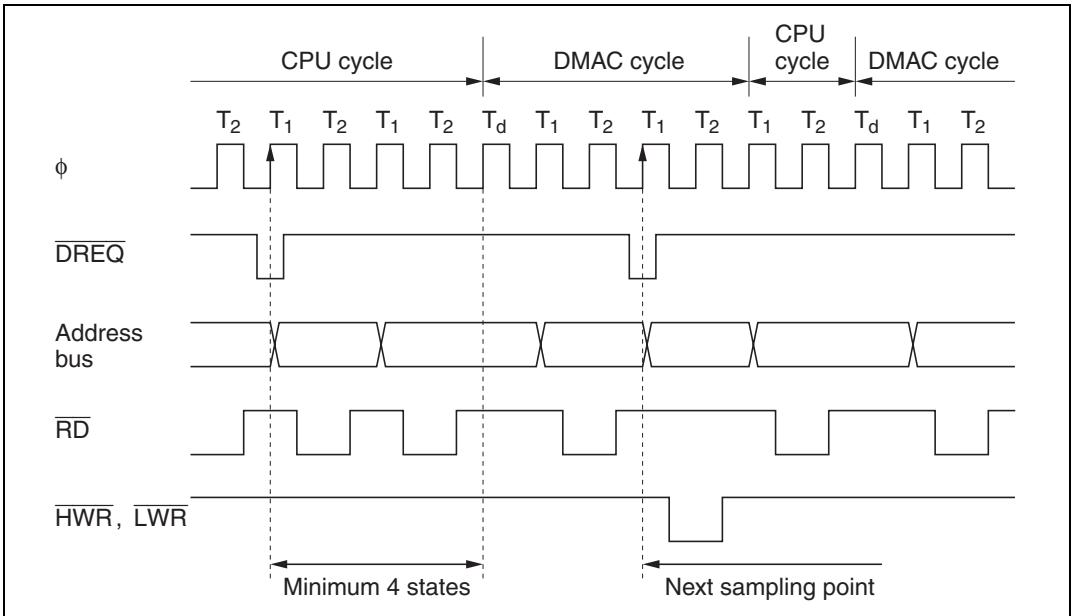 CPU cycle DMAC cycle CPU cycle DMAC cycle
T2 T1 T2 T1 T2 Td T1 T2 T1 T2 T1 T2 Td T1 T2
φ
DREQ
Address
bus
RD
HWR, LWR
Minimum 4 states Next sampling point